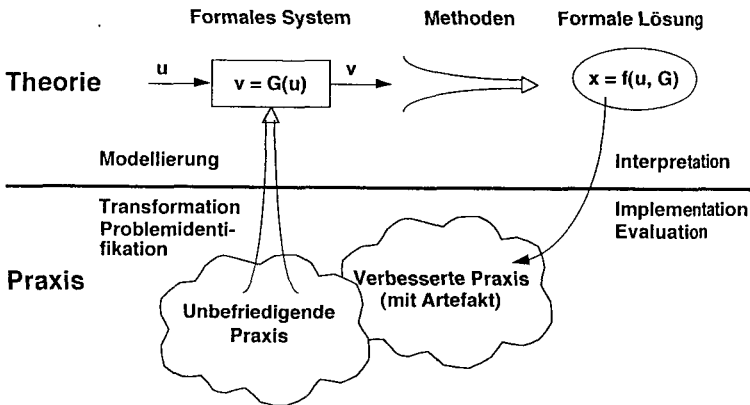 Formales System
Methoden
Formale Lösung
Theorie
u
v = G(u)
v
x = f(u, G)
Modellierung
Interpretation
Transformation
Problemidenti-
fikation
Implementation
Evaluation
Praxis
Verbesserte Praxis
(mit Artefakt)
Unbefriedigende
Praxis